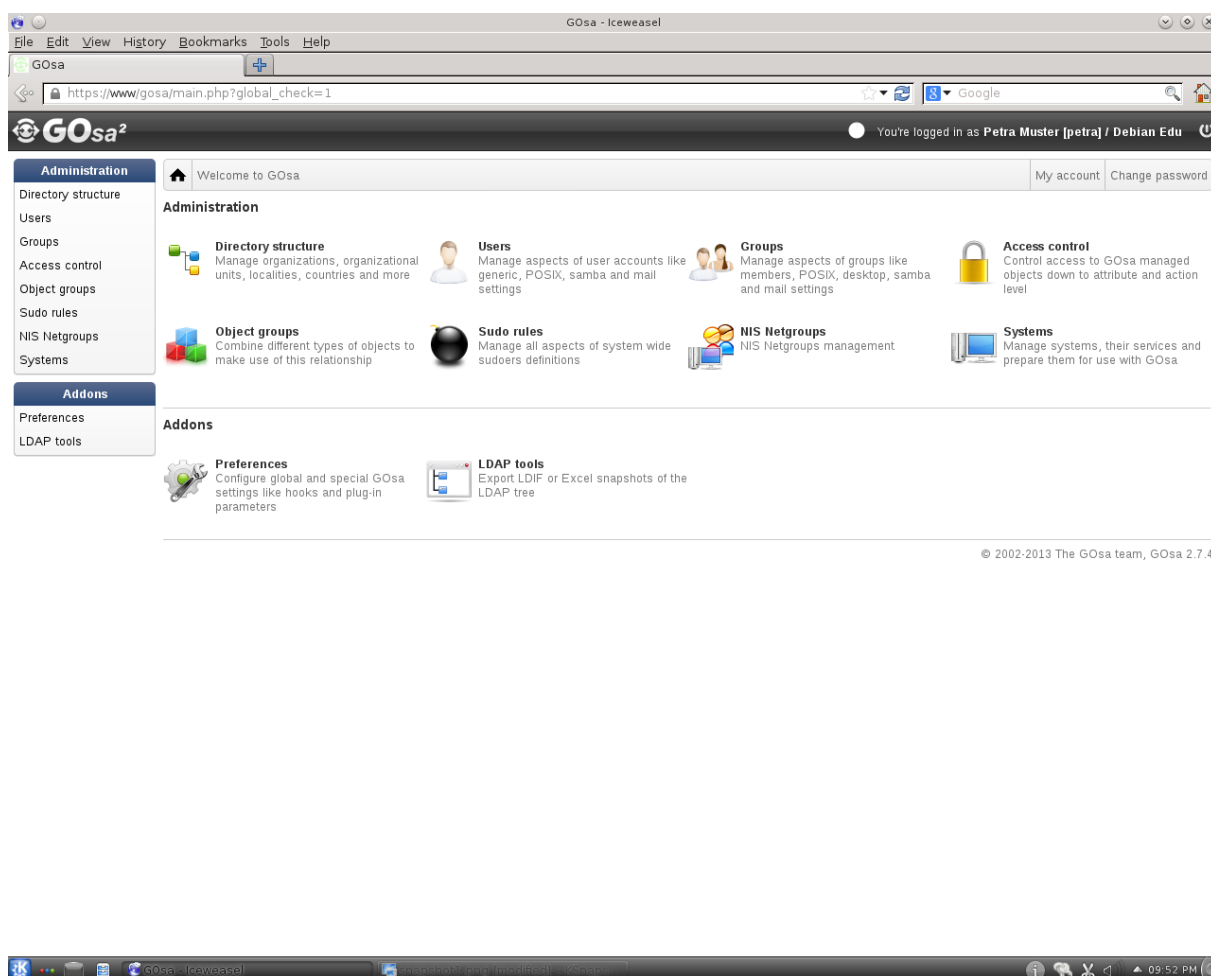 GOsa - Iceweasel
File Edit View History Bookmarks Tools Help
GOsa
https://www/gosa/main.php?global_check=1
Google
GOsa²
You're logged in as Petra Muster [petra] / Debian Edu
Administration
Directory structure
Users
Groups
Access control
Object groups
Sudo rules
NIS Netgroups
Systems
Addons
Preferences
LDAP tools
Welcome to GOsa
My account
Change password
Administration
Directory structure
Manage organizations, organizational
units, localities, countries and more
Users
Manage aspects of user accounts like
generic, POSIX, samba and mail
settings
Groups
Manage aspects of groups like
members, POSIX, desktop, samba
and mail settings
Access control
Control access to GOsa managed
objects down to attribute and action
level
Object groups
Combine different types of objects to
make use of this relationship
Sudo rules
Manage all aspects of system wide
sudoers definitions
NIS Netgroups
NIS Netgroups management
Systems
Manage systems, their services and
prepare them for use with GOsa
Addons
Preferences
Configure global and special GOsa
settings like hooks and plug-in
parameters
LDAP tools
Export LDIF or Excel snapshots of the
LDAP tree
© 2002-2013 The GOsa team, GOsa 2.7.4
GOsa - Iceweasel
09:52 PM